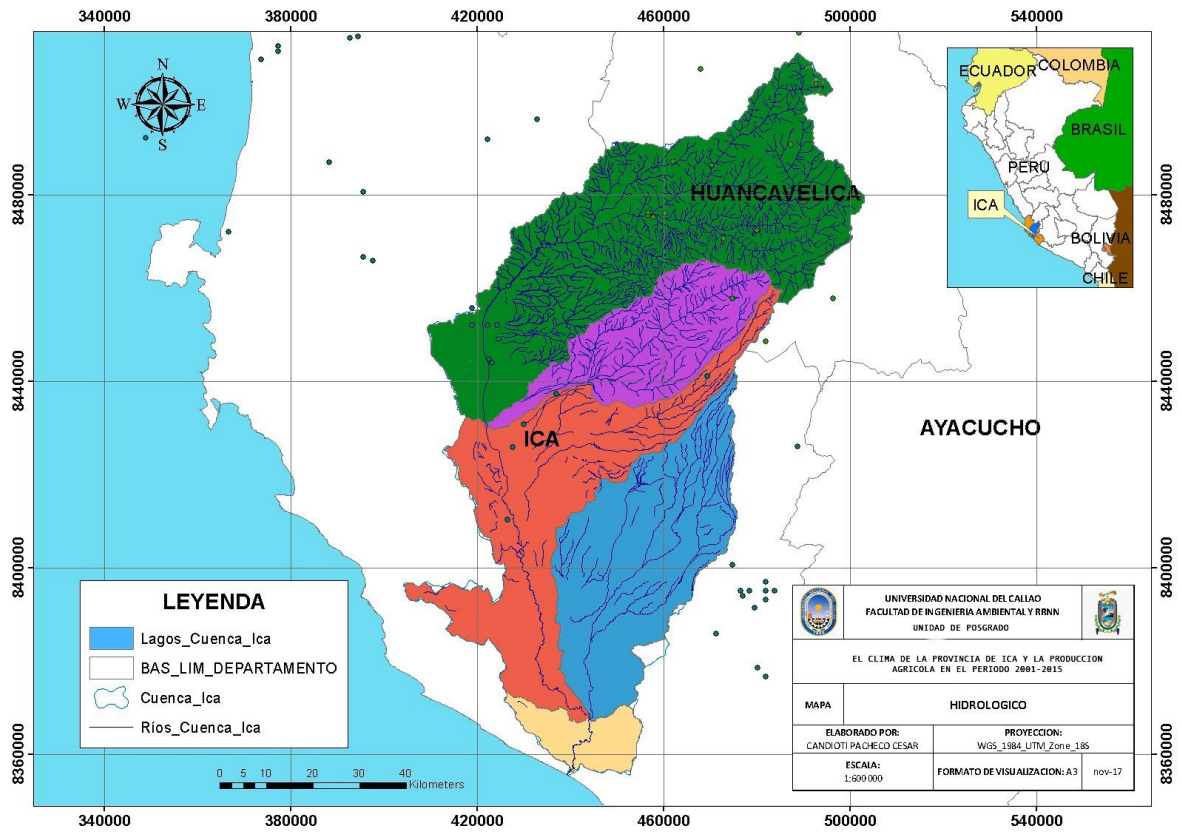 340000 380000 420000 460000 500000 540000
8480000
8440000
8400000
8360000
N
W E
S
HUANCAVELICA
ICA
AYACUCHO
ECUADOR
COLOMBIA
BRASIL
PERÚ
ICA
BOLIVIA
CHILE
8480000
8440000
8400000
8360000
LEYENDA
Lagos_Cuenca_Ica
BAS_LIM_DEPARTAMENTO
Cuenca_Ica
Ríos_Cuenca_Ica
0 5 10 20 30 40
Kilometers
UNIVERSIDAD NACIONAL DEL CALLAO
FACULTAD DE INGENIERIA AMBIENTAL Y RRNN
UNIDAD DE POSGRADO
EL CLIMA DE LA PROVINCIA DE ICA Y LA PRODUCCION
AGRICOLA EN EL PERIODO 2001-2015
MAPA HIDROLOGICO
ELABORADO POR:
CANDIOTI PACHECO CESAR
PROYECCION:
WGS_1984_UTM_Zone_18S
ESCALA:
1:600 000
FORMATO DE VISUALIZACION: A3
nov-17
340000 380000 420000 460000 500000 540000